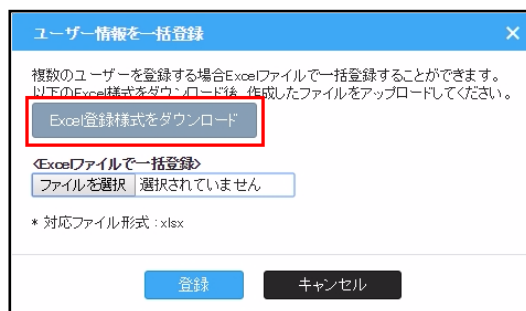 ユーザー情報を一括登録
×
複数のユーザーを登録する場合Excelファイルで一括登録することができます。
以下のExcel様式をダウンロード後、作成したファイルをアップロードしてください。
Excel登録様式をダウンロード
<Excelファイルで一括登録>
ファイルを選択 選択されていません
* 対応ファイル形式 : xlsx
登録 キャンセル